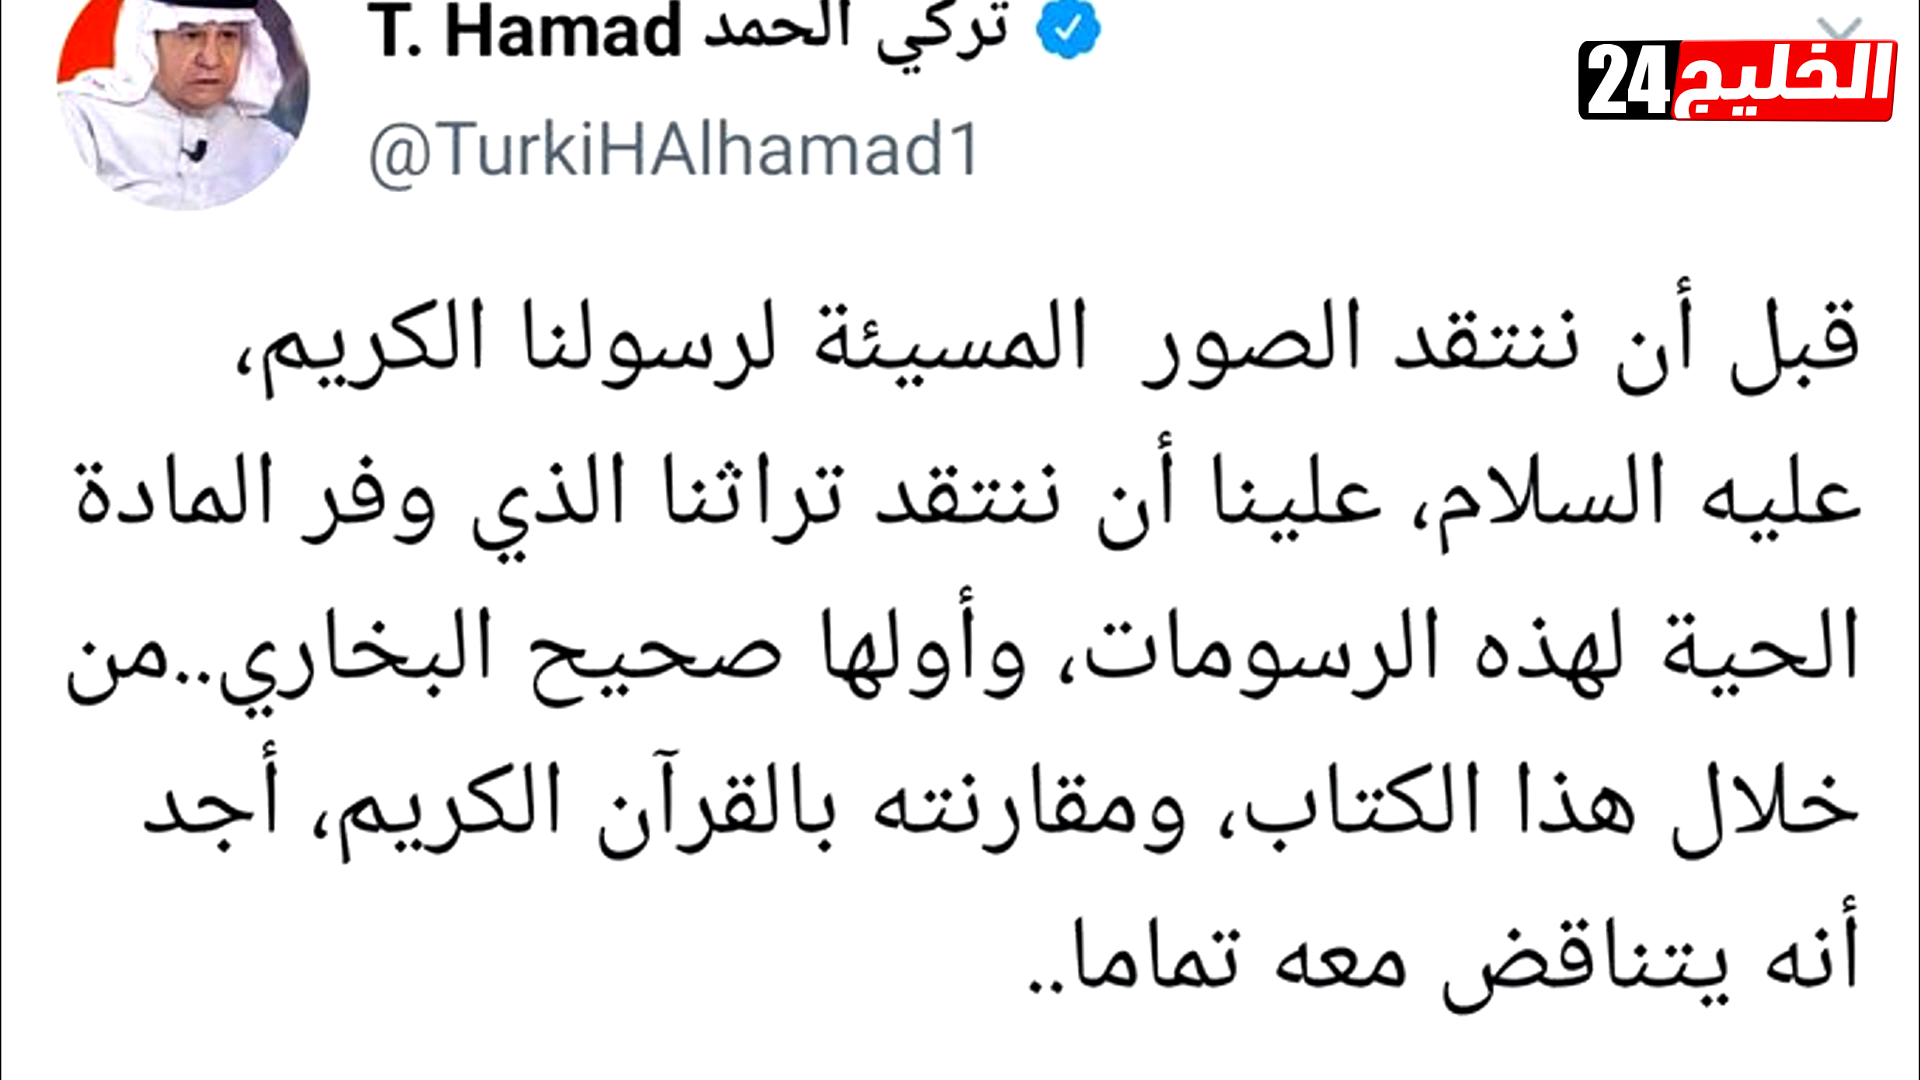 T. Hamad تركي الحمد
الخليج 24
@TurkiHAlhamad1
قبل أن ننتقد الصور المسيئة لرسولنا الكريم،
عليه السلام، علينا أن ننتقد تراثنا الذي وفر المادة
الحية لهذه الرسومات، وأولها صحيح البخاري..من
خلال هذا الكتاب، ومقارنته بالقرآن الكريم، أجد
أنه يتناقض معه تماما..